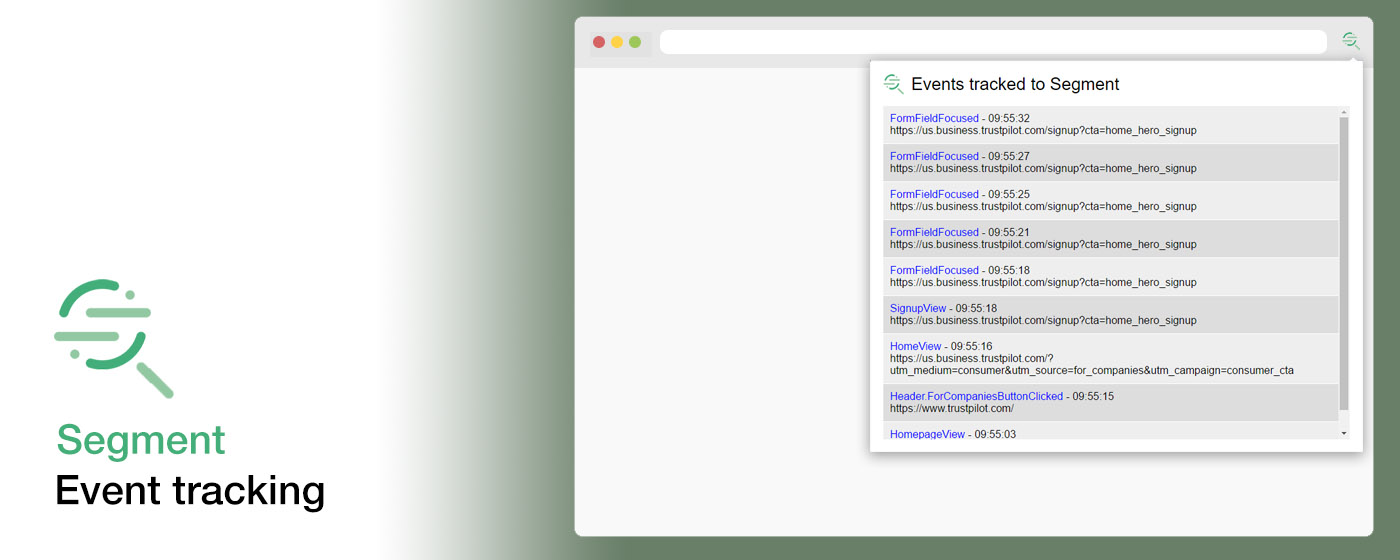 Segment
Event tracking
Events tracked to Segment
FormFieldFocused - 09:55:32
https://us.business.trustpilot.com/signup?cta=home_hero_signup
FormFieldFocused - 09:55:27
https://us.business.trustpilot.com/signup?cta=home_hero_signup
FormFieldFocused - 09:55:25
https://us.business.trustpilot.com/signup?cta=home_hero_signup
FormFieldFocused - 09:55:21
https://us.business.trustpilot.com/signup?cta=home_hero_signup
FormFieldFocused - 09:55:18
https://us.business.trustpilot.com/signup?cta=home_hero_signup
SignupView - 09:55:18
https://us.business.trustpilot.com/signup?cta=home_hero_signup
HomeView - 09:55:16
https://us.business.trustpilot.com/?
utm_medium=consumer&utm_source=for_companies&utm_campaign=consumer_cta
Header.ForCompaniesButtonClicked - 09:55:15
https://www.trustpilot.com/
HomepageView - 09:55:03